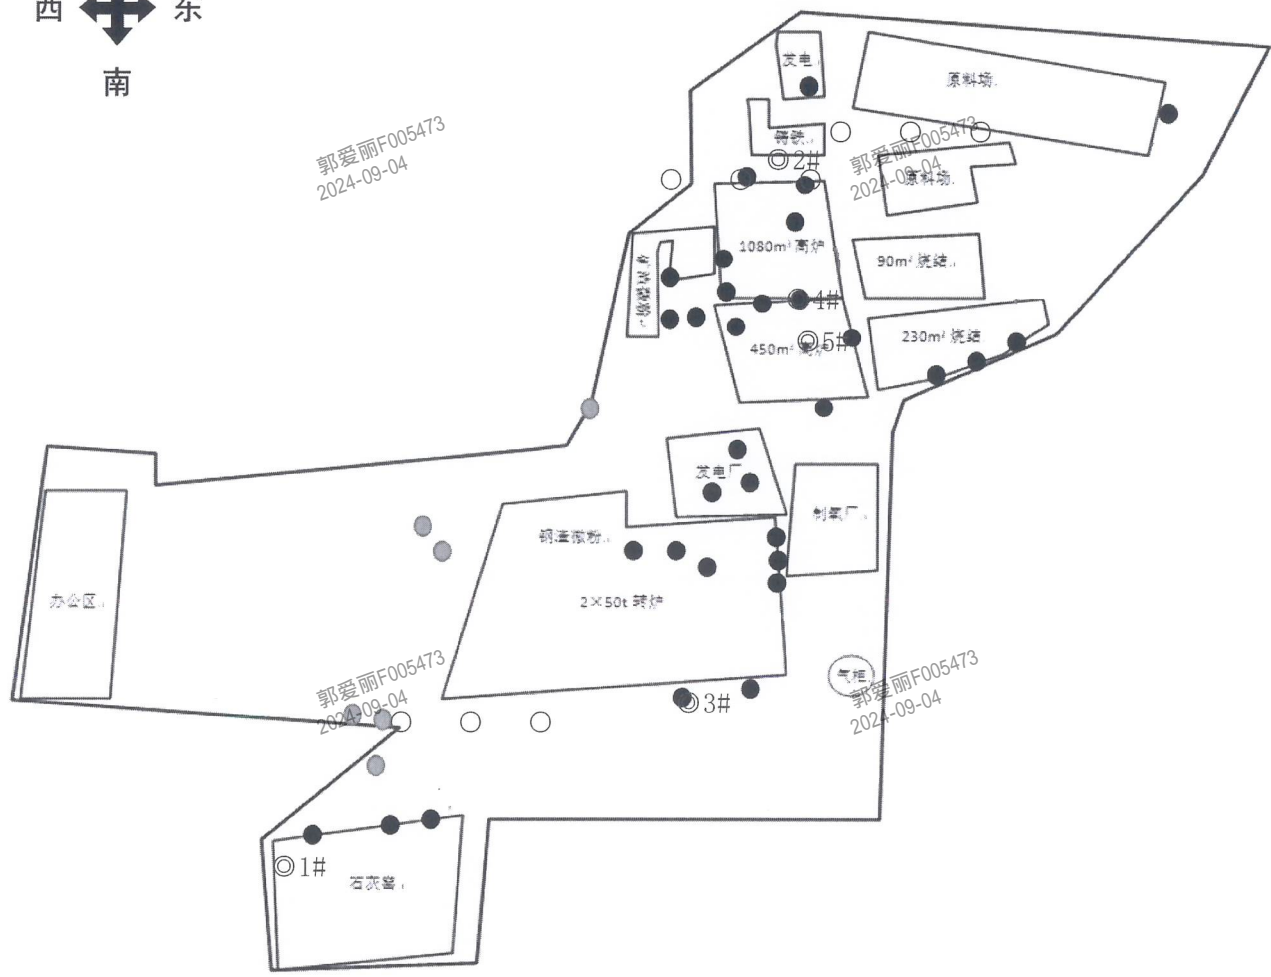 西 东
南
发电
原料场
铸铁
2#
原料场
1080m³高炉
90m²烧结
4#
450m³高炉
5#
230m²烧结
发电厂
制氧厂
钢渣微粉
2×50t 转炉
办公区
气柜
3#
1#
石灰窑
郭爱丽F005473
2024-09-04
郭爱丽F005473
2024-09-04
郭爱丽F005473
2024-09-04
郭爱丽F005473
2024-09-04